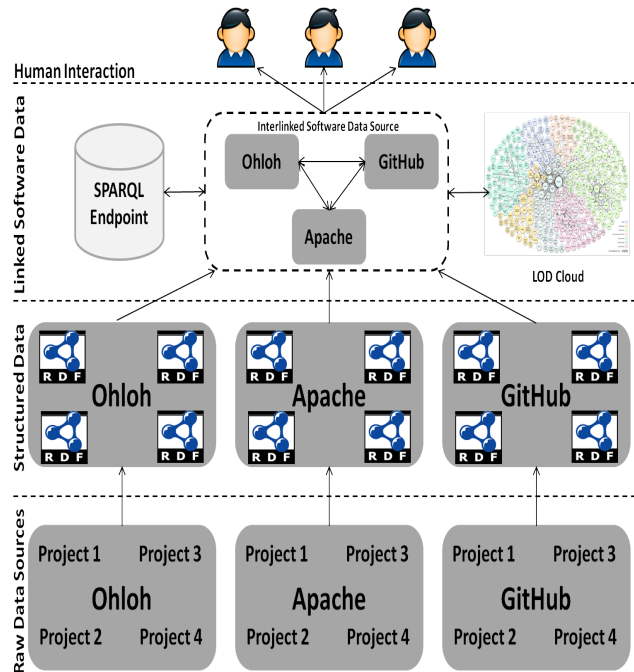 Human Interaction
Linked Software Data
Interlinked Software Data Source
Ohloh
GitHub
Apache
SPARQL
Endpoint
LOD Cloud
Structured Data
RDF
RDF
Ohloh
RDF
RDF
RDF
RDF
Apache
RDF
RDF
RDF
RDF
GitHub
RDF
RDF
Raw Data Sources
Project 1 Project 3
Ohloh
Project 2 Project 4
Project 1 Project 3
Apache
Project 2 Project 4
Project 1 Project 3
GitHub
Project 2 Project 4